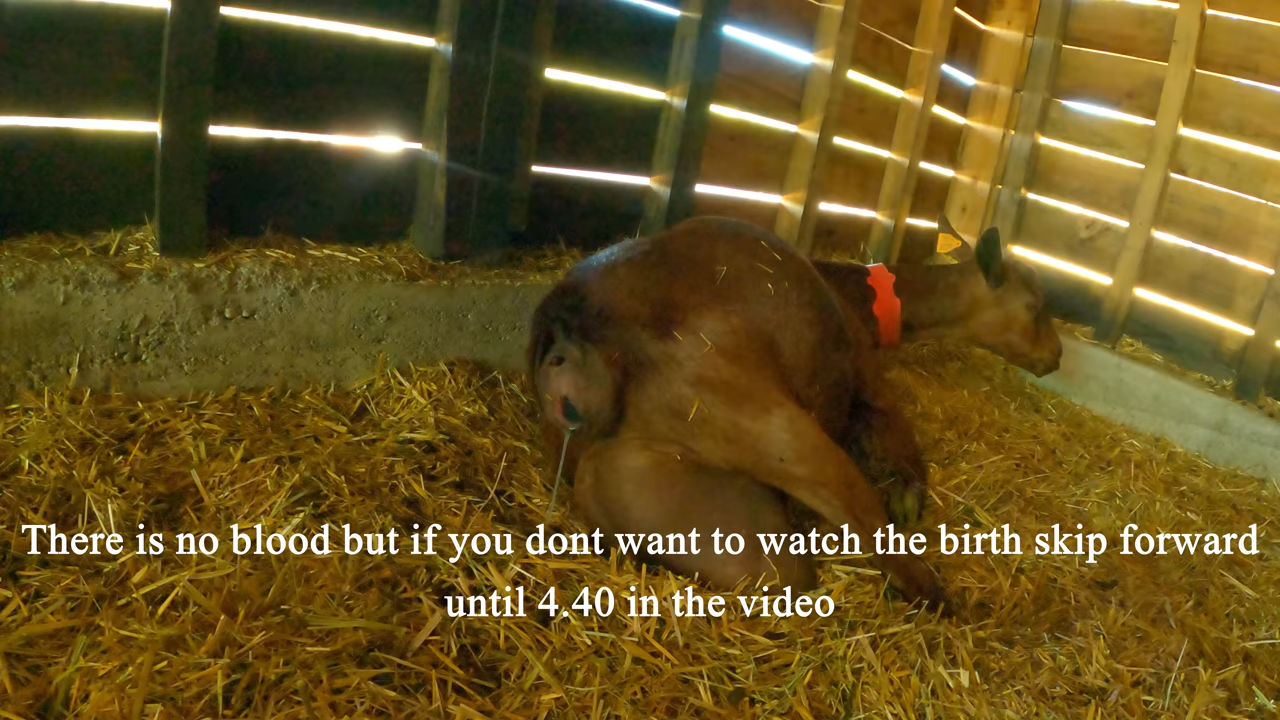 There is no blood but if you dont want to watch the birth skip forward
until 4.40 in the video